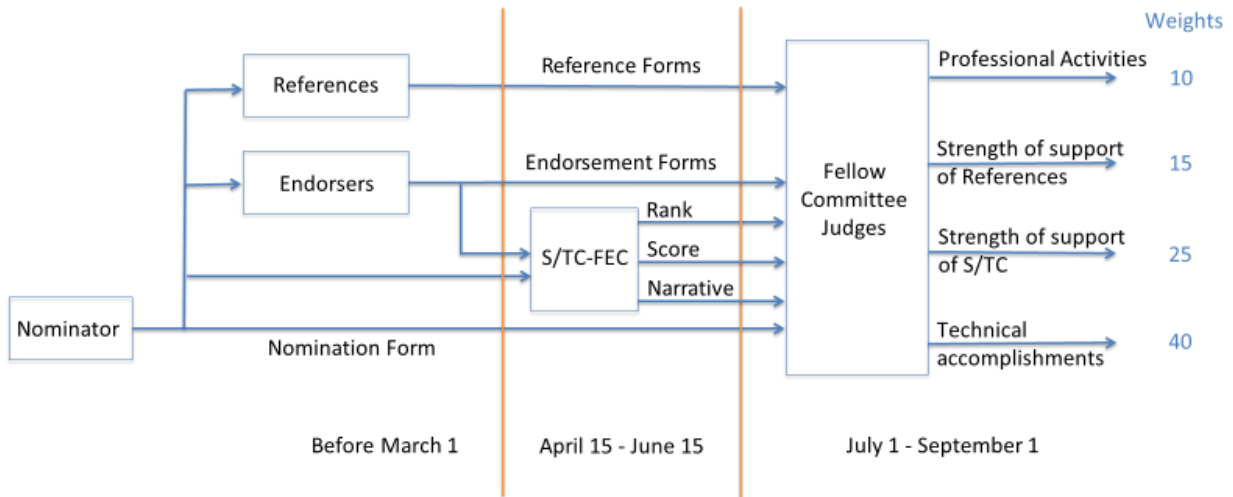 Weights
References
Reference Forms
Professional Activities
10
Endorsers
Endorsement Forms
Fellow
Committee
Judges
Strength of support
of References
15
S/TC-FEC
Rank
Score
Narrative
Strength of support
of S/TC
25
Nominator
Nomination Form
Technical
accomplishments
40
Before March 1
April 15 - June 15
July 1 - September 1